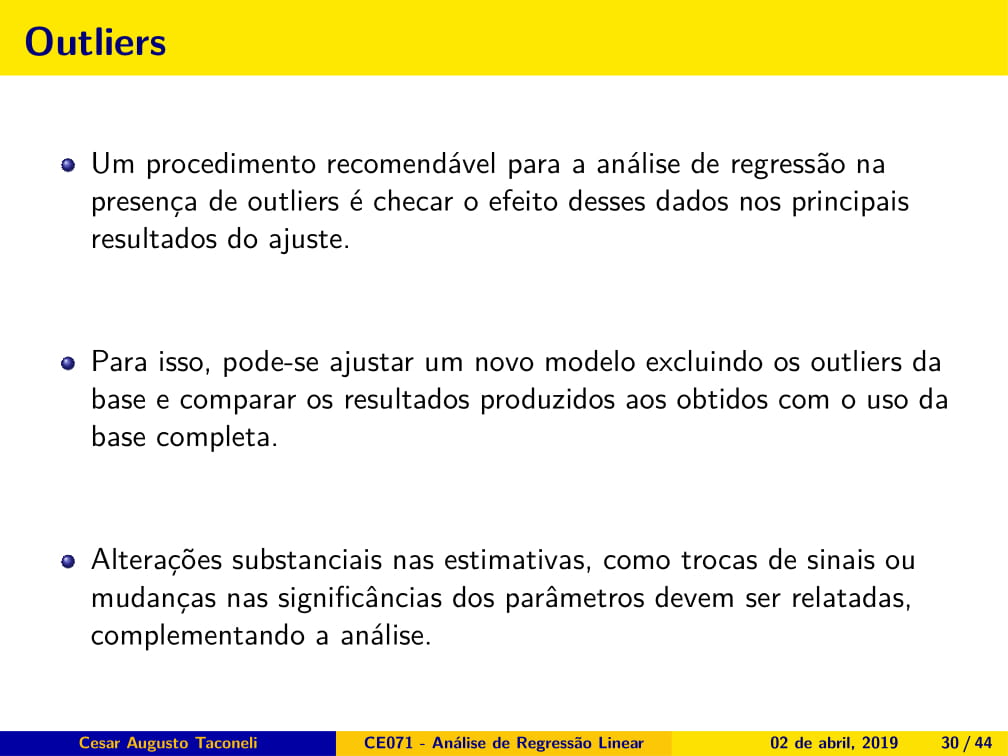 Outliers
Um procedimento recomendável para a análise de regressão na
presença de outliers é checar o efeito desses dados nos principais
resultados do ajuste.
Para isso, pode-se ajustar um novo modelo excluindo os outliers da
base e comparar os resultados produzidos aos obtidos com o uso da
base completa.
Alterações substanciais nas estimativas, como trocas de sinais ou
mudanças nas significâncias dos parâmetros devem ser relatadas,
complementando a análise.
Cesar Augusto Taconeli CE071 - Análise de Regressão Linear 02 de abril, 2019 30 / 44